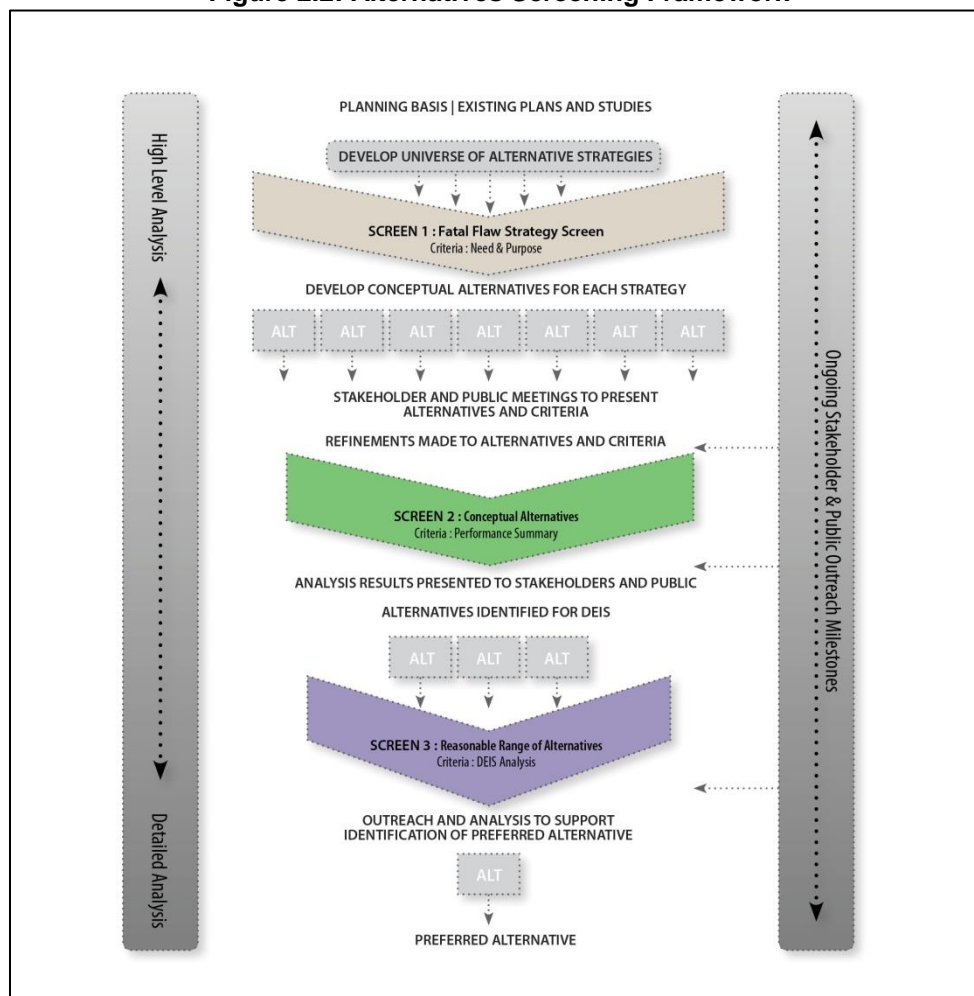 Figure 2.2: Alternatives Screening Framework
PLANNING BASIS | EXISTING PLANS AND STUDIES
DEVELOP UNIVERSE OF ALTERNATIVE STRATEGIES
SCREEN 1 : Fatal Flaw Strategy Screen
Criteria : Need & Purpose
DEVELOP CONCEPTUAL ALTERNATIVES FOR EACH STRATEGY
ALT ALT ALT ALT ALT ALT ALT
STAKEHOLDER AND PUBLIC MEETINGS TO PRESENT
ALTERNATIVES AND CRITERIA
REFINEMENTS MADE TO ALTERNATIVES AND CRITERIA
SCREEN 2 : Conceptual Alternatives
Criteria : Performance Summary
ANALYSIS RESULTS PRESENTED TO STAKEHOLDERS AND PUBLIC
ALTERNATIVES IDENTIFIED FOR DEIS
ALT ALT ALT
SCREEN 3 : Reasonable Range of Alternatives
Criteria : DEIS Analysis
OUTREACH AND ANALYSIS TO SUPPORT
IDENTIFICATION OF PREFERRED ALTERNATIVE
ALT
PREFERRED ALTERNATIVE
High Level Analysis
Detailed Analysis
Ongoing Stakeholder & Public Outreach Milestones